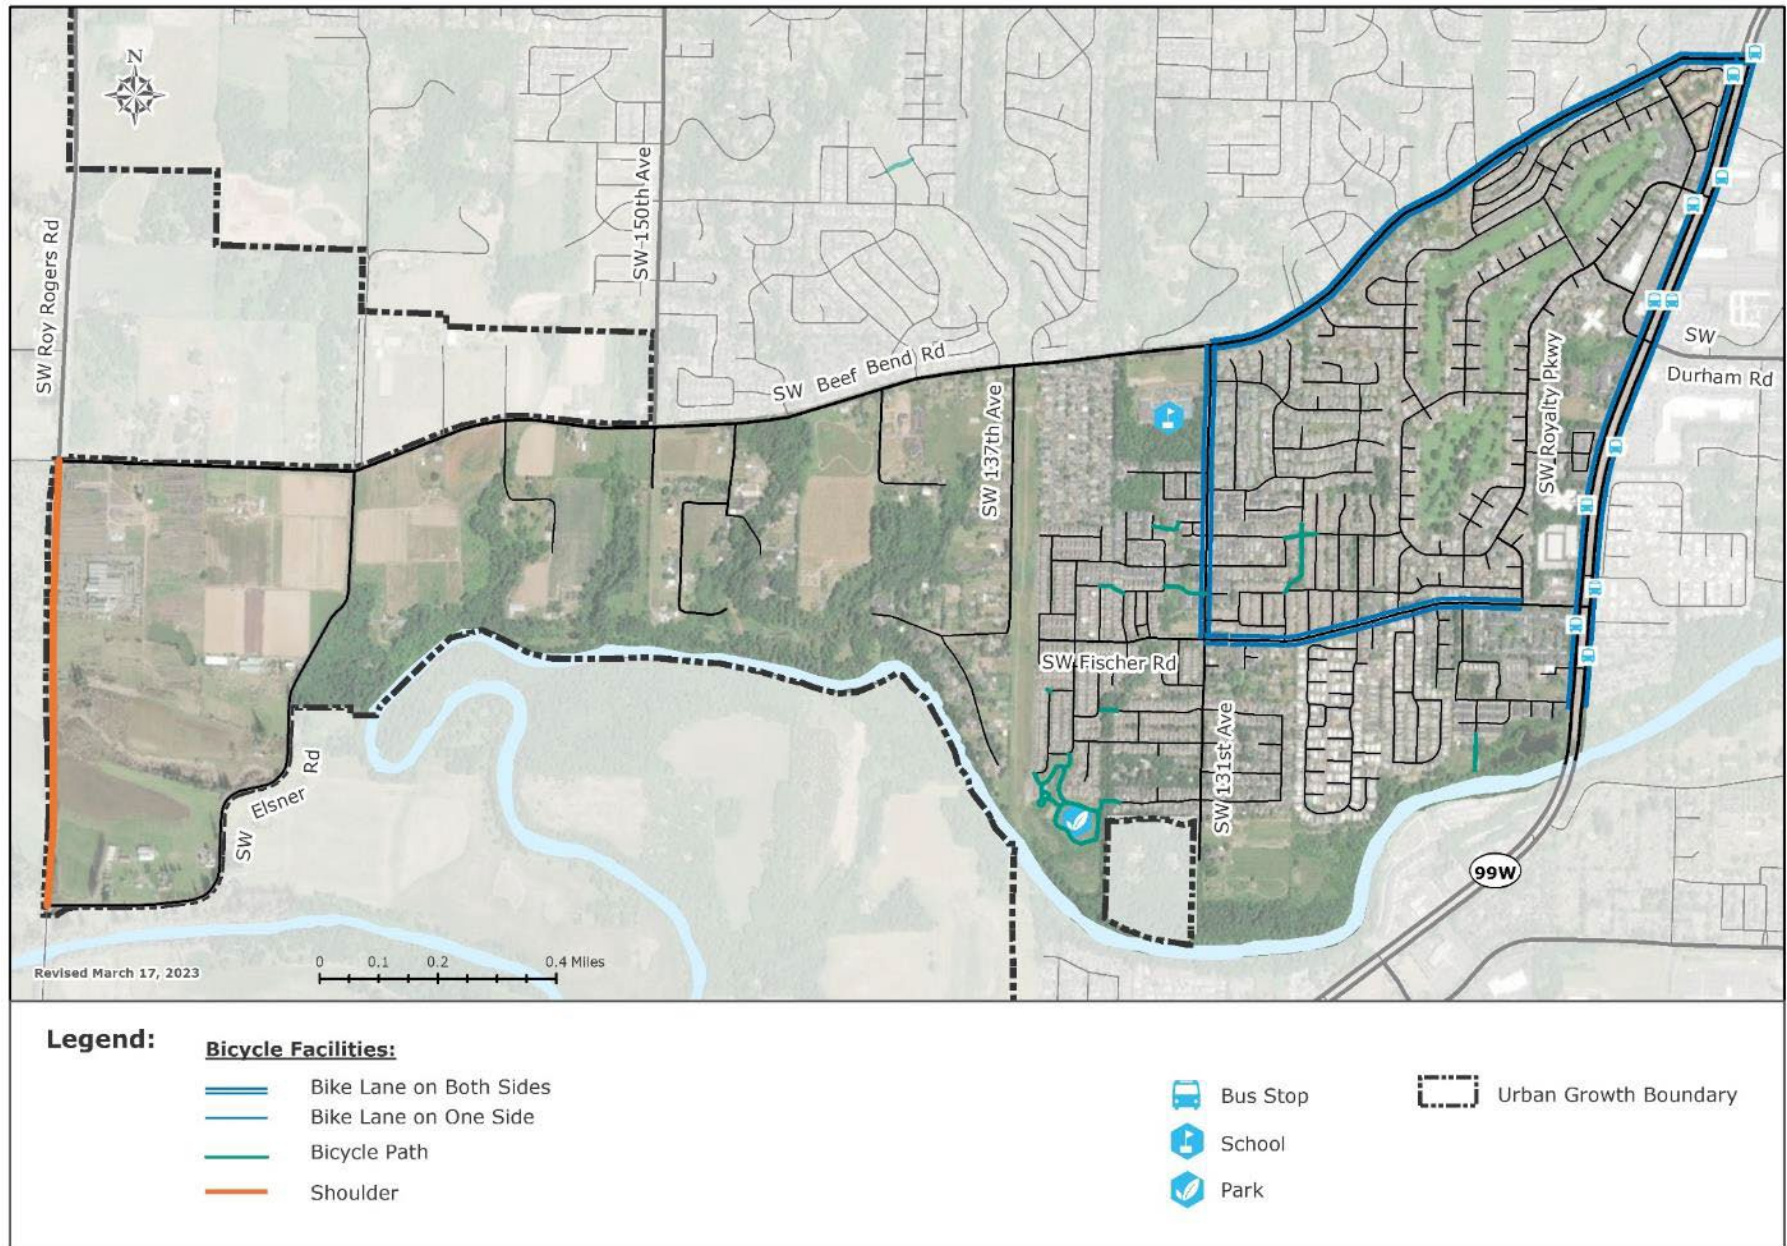 N
SW Roy Rogers Rd
SW 150th Ave
SW Beef Bend Rd
SW 137th Ave
SW Royalty Pkwy
SW
Durham Rd
SW Fischer Rd
SW 131st Ave
SW Elsner Rd
99W
0 0.1 0.2 0.4 Miles
Revised March 17, 2023
Legend:
Bicycle Facilities:
Bike Lane on Both Sides
Bike Lane on One Side
Bicycle Path
Shoulder
Bus Stop
School
Park
Urban Growth Boundary